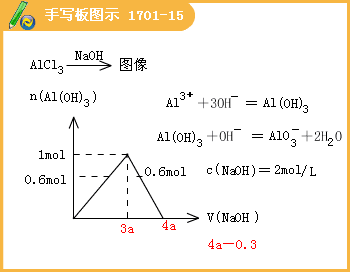 手写板图示 1701-15
AlCl₃ —NaOH→ 图像
n(Al(OH)₃)
Al³⁺+3OH⁻＝Al(OH)₃
Al(OH)₃+OH⁻＝AlO₃⁻+2H₂O
1mol
0.6mol
0.6mol
c(NaOH)＝2mol/L
3a
4a
V(NaOH)
4a－0.3